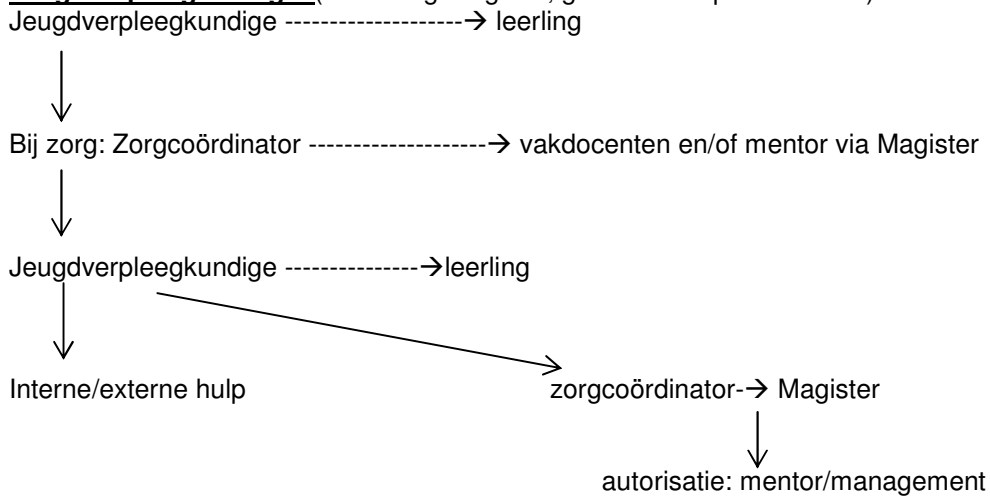 Jeugdverpleegkundige --------------------→ leerling
Bij zorg: Zorgcoördinator --------------------→ vakdocenten en/of mentor via Magister
Jeugdverpleegkundige ---------------→leerling
Interne/externe hulp zorgcoördinator-→ Magister
autorisatie: mentor/management